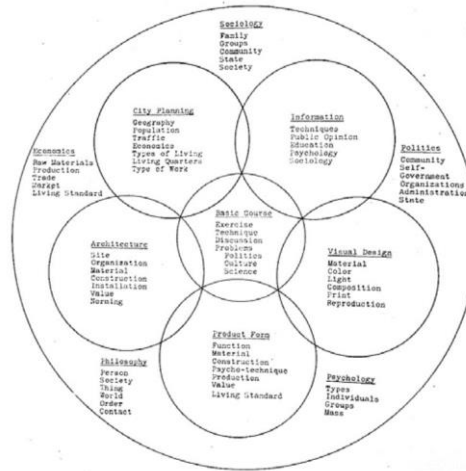 Sociology
Family
Groups
Community
State
Society
City Planning
Geography
Population
Traffic
Economics
Types of Living
Living Quarters
Type of Work
Information
Techniques
Public Opinion
Education
Psychology
Sociology
Economics
Raw Materials
Production
Trade
Market
Living Standard
Politics
Community
Self-
Government
Organizations
Administration
State
Basic Course
Exercise
Technique
Discussion
Problems
Politics
Culture
Science
Architecture
Site
Organization
Material
Construction
Installation
Value
Norming
Visual Design
Material
Color
Light
Composition
Print
Reproduction
Product Form
Function
Material
Construction
Psycho-technique
Production
Value
Living Standard
Philosophy
Person
Society
Thing
World
Order
Contact
Psychology
Types
Individuals
Groups
Mass